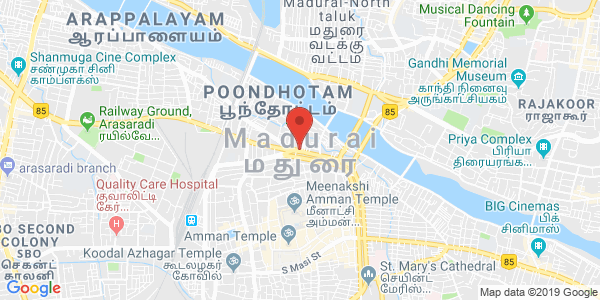 ARAPPALAYAM
ஆரப்பாளையம்
Madurai-North
taluk
மதுரை
வடக்கு
வட்டம்
Musical Dancing
Fountain
Shanmuga Cine Complex
சண்முகா சினி
காம்ப்ளக்ஸ்
Gandhi Memorial
Museum
காந்தி நினைவு
அருங்காட்சியகம்
RAJAKOOR
ராஜாகூர்
POONDHOTAM
பூந்தோட்டம்
85
85
Railway Ground,
Arasaradi
ரயில்வே
Madurai
மதுரை
Priya Complex
பிரியா
திரையரங்க...
arasaradi branch
Quality Care Hospital
குவாலிட்டி
கேர்
Meenakshi
Amman Temple
மீனாட்சி
அம்மன்...
BIG Cinemas
பிக்
சினிமாஸ்
SBO SECOND
COLONY
SBO
செகண்ட்
காலனி
Amman Temple
Koodal Azhagar Temple
கூடலழகர்
கோவில்
S Masi St
St. Mary's Cathedral
செயின்ட்
மேரிஸ்
85
Google
Map data ©2019 Google